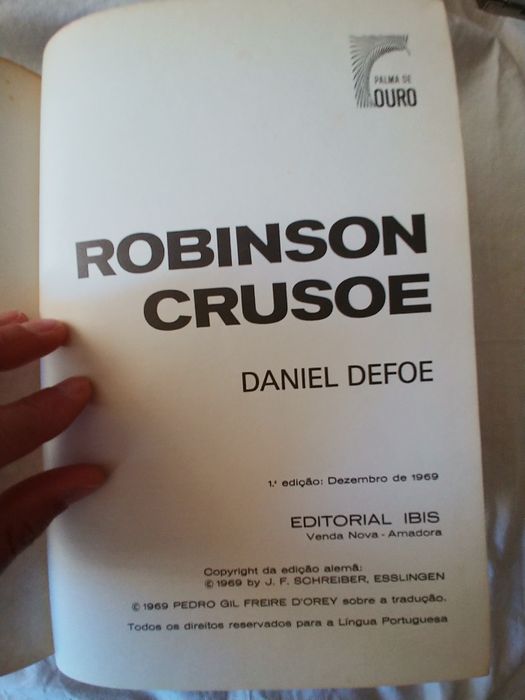 PALMA DE
OURO
ROBINSON
CRUSOE
DANIEL DEFOE
1.ª edição: Dezembro de 1969
EDITORIAL IBIS
Venda Nova - Amadora
Copyright da edição alemã:
© 1969 by J. F. SCHREIBER, ESSLINGEN
© 1969 PEDRO GIL FREIRE D'OREY sobre a tradução.
Todos os direitos reservados para a Língua Portuguesa